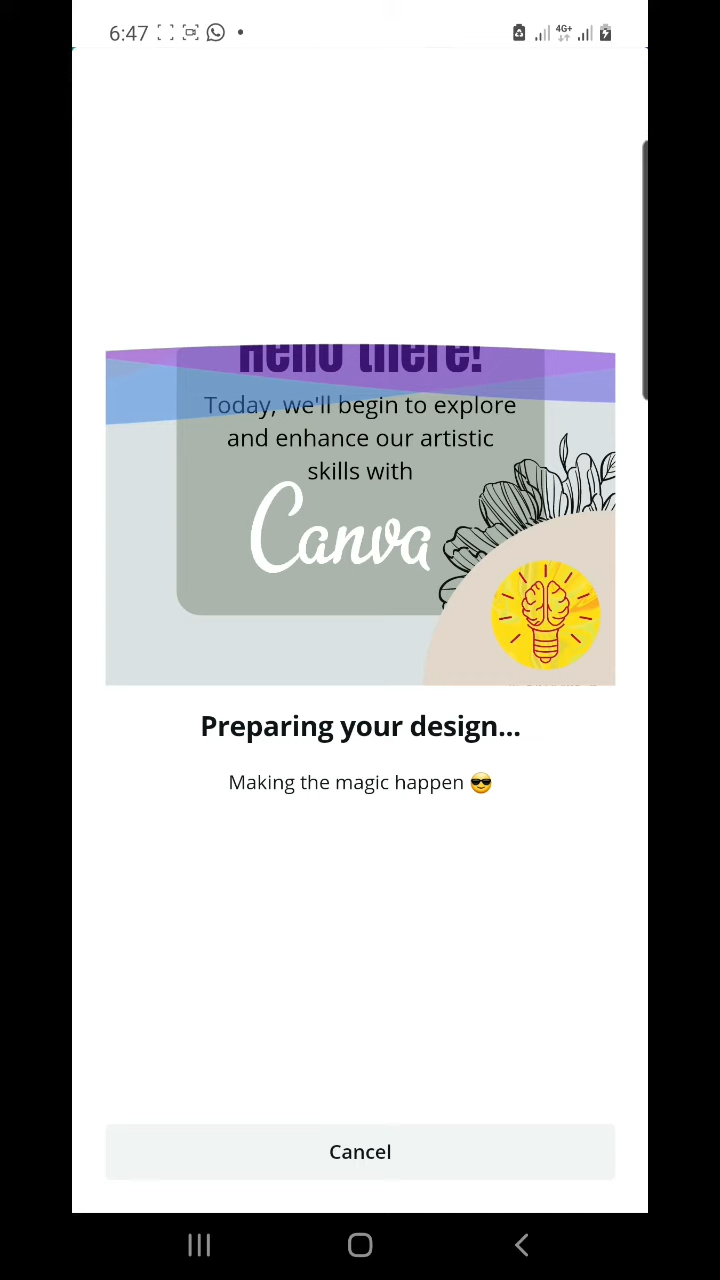 6:47
4G+
Hello there!
Today, we'll begin to explore
and enhance our artistic
skills with
Canva
Preparing your design...
Making the magic happen 😎
Cancel